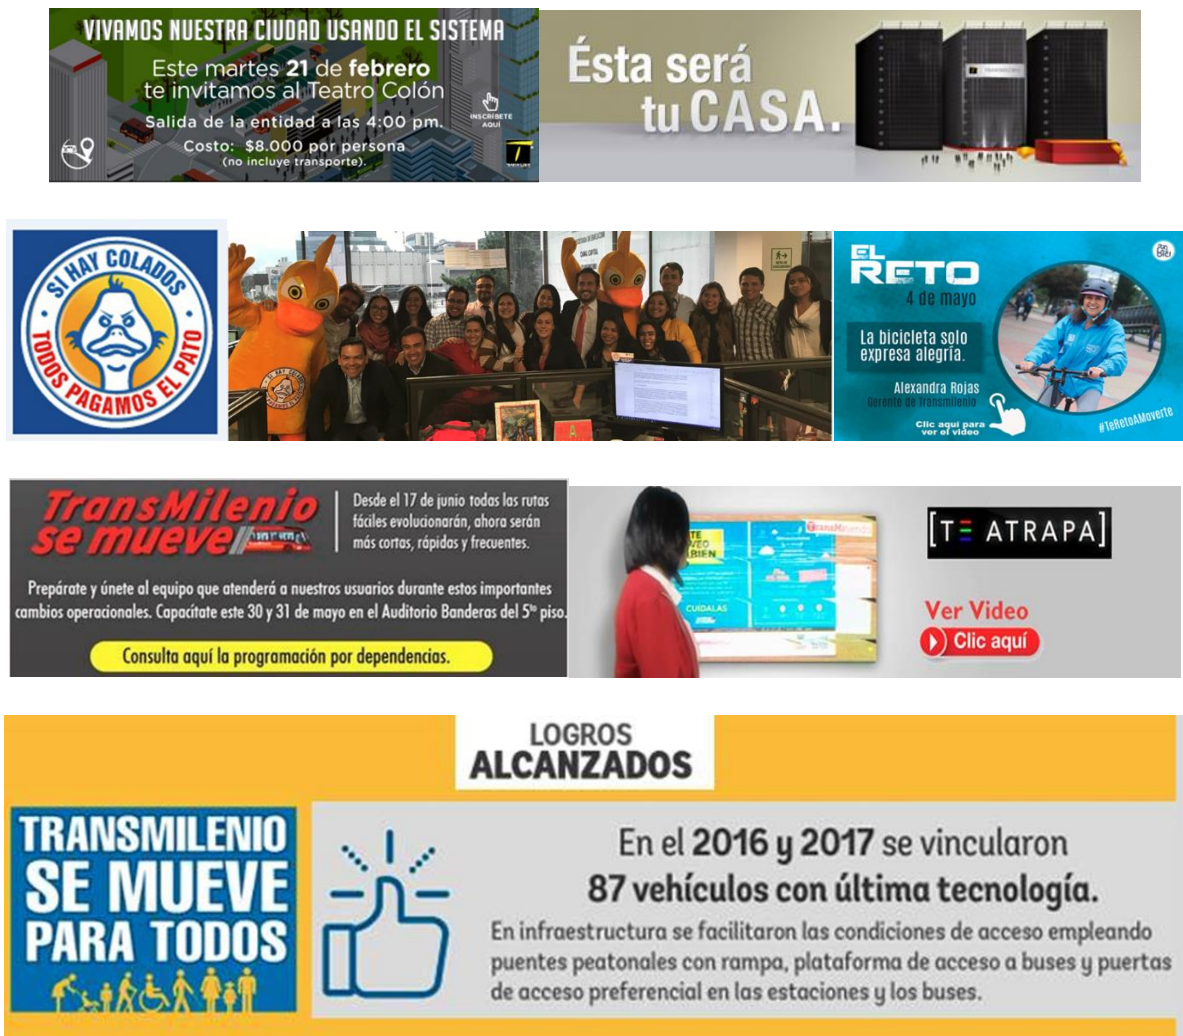 VIVAMOS NUESTRA CIUDAD USANDO EL SISTEMA
Este martes 21 de febrero
te invitamos al Teatro Colón
Salida de la entidad a las 4:00 pm.
Costo: $8.000 por persona
(no incluye transporte).
INSCRÍBETE
AQUÍ
Ésta será
tu CASA.
SI HAY COLADOS
TODOS PAGAMOS EL PATO
EL
RETO
4 de mayo
La bicicleta solo
expresa alegría.
Alexandra Rojas
Gerente de Transmilenio
Clic aquí para
ver el video
#TeRetoAMoverte
TransMilenio
se mueve
Desde el 17 de junio todas las rutas
fáciles evolucionarán, ahora serán
más cortas, rápidas y frecuentes.
Prepárate y únete al equipo que atenderá a nuestros usuarios durante estos importantes
cambios operacionales. Capacítate este 30 y 31 de mayo en el Auditorio Banderas del 5to piso.
Consulta aquí la programación por dependencias.
CUÍDALAS
[TE ATRAPA]
Ver Video
Clic aquí
LOGROS
ALCANZADOS
TRANSMILENIO
SE MUEVE
PARA TODOS
En el 2016 y 2017 se vincularon
87 vehículos con última tecnología.
En infraestructura se facilitaron las condiciones de acceso empleando
puentes peatonales con rampa, plataforma de acceso a buses y puertas
de acceso preferencial en las estaciones y los buses.